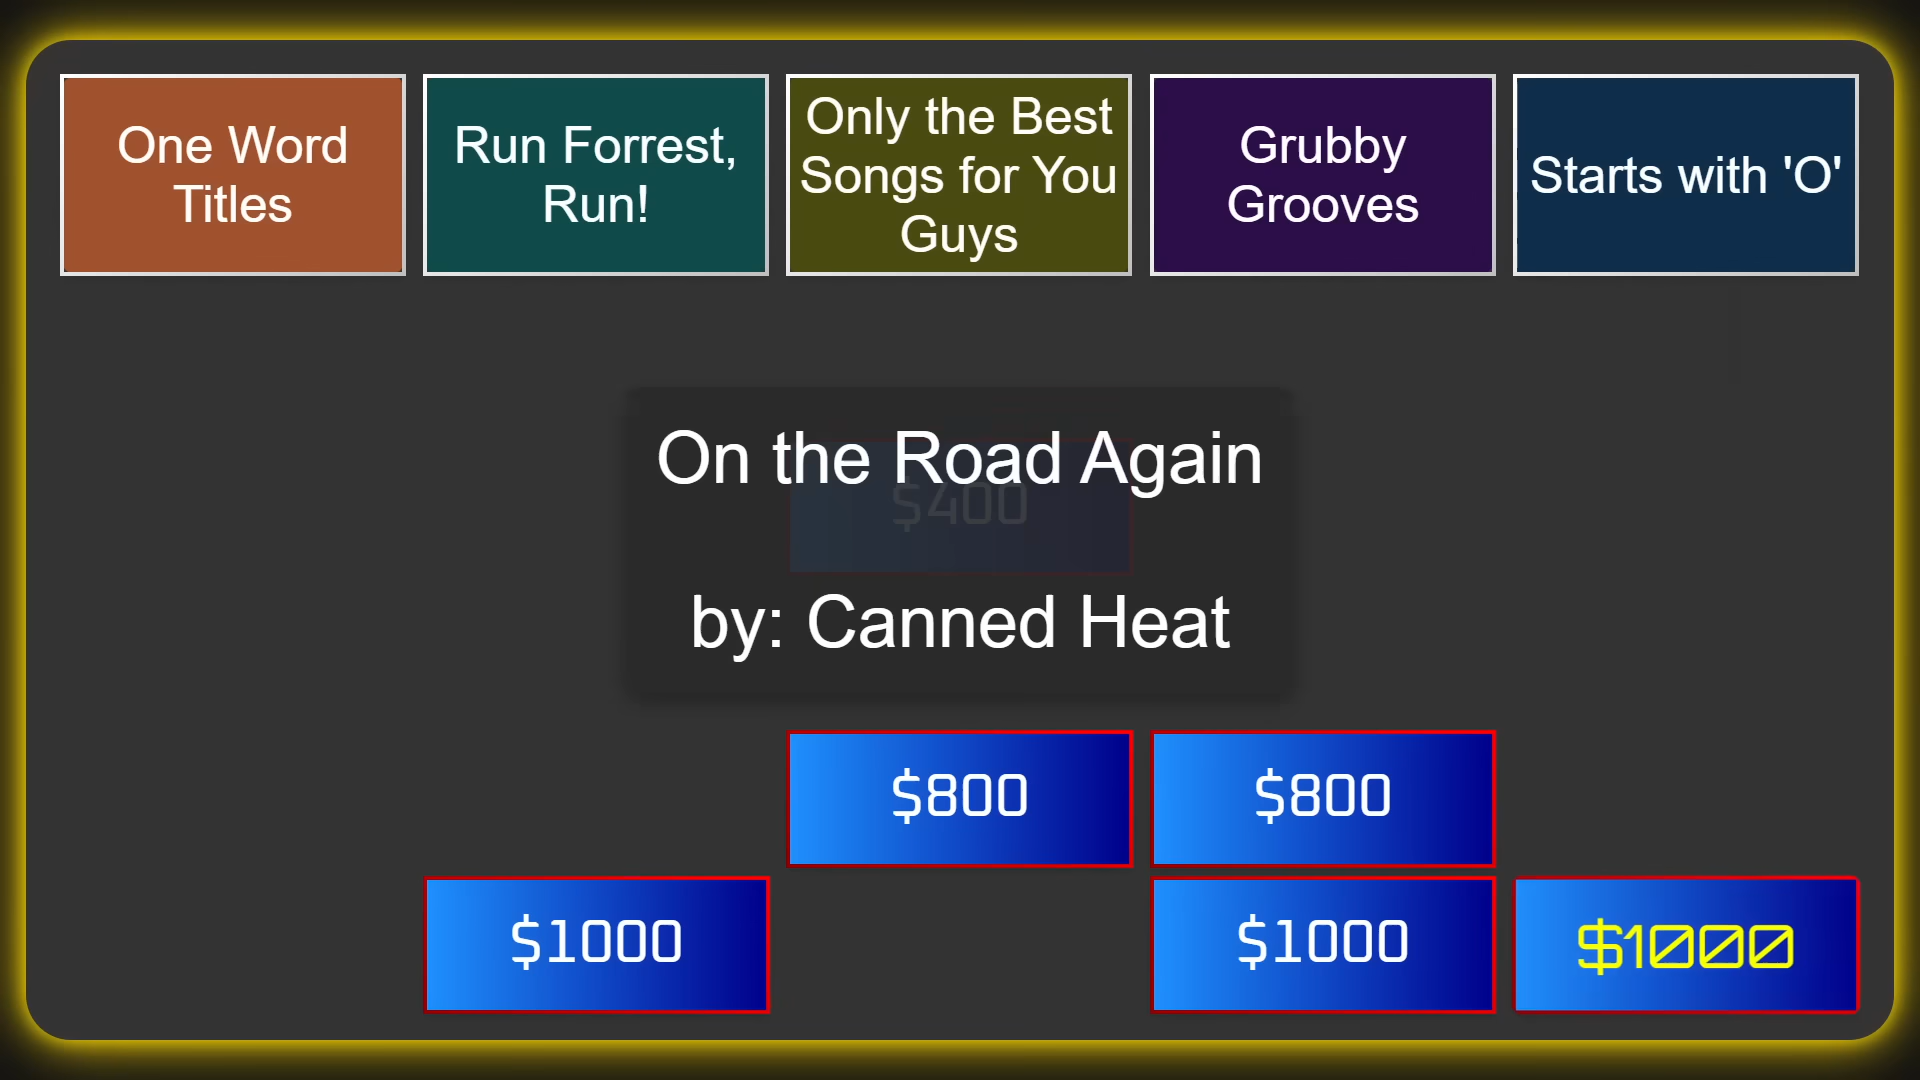 One Word
Titles
Run Forrest,
Run!
Only the Best
Songs for You
Guys
Grubby
Grooves
Starts with 'O'
On the Road Again
$400
by: Canned Heat
$800
$800
$1000
$1000
$1000